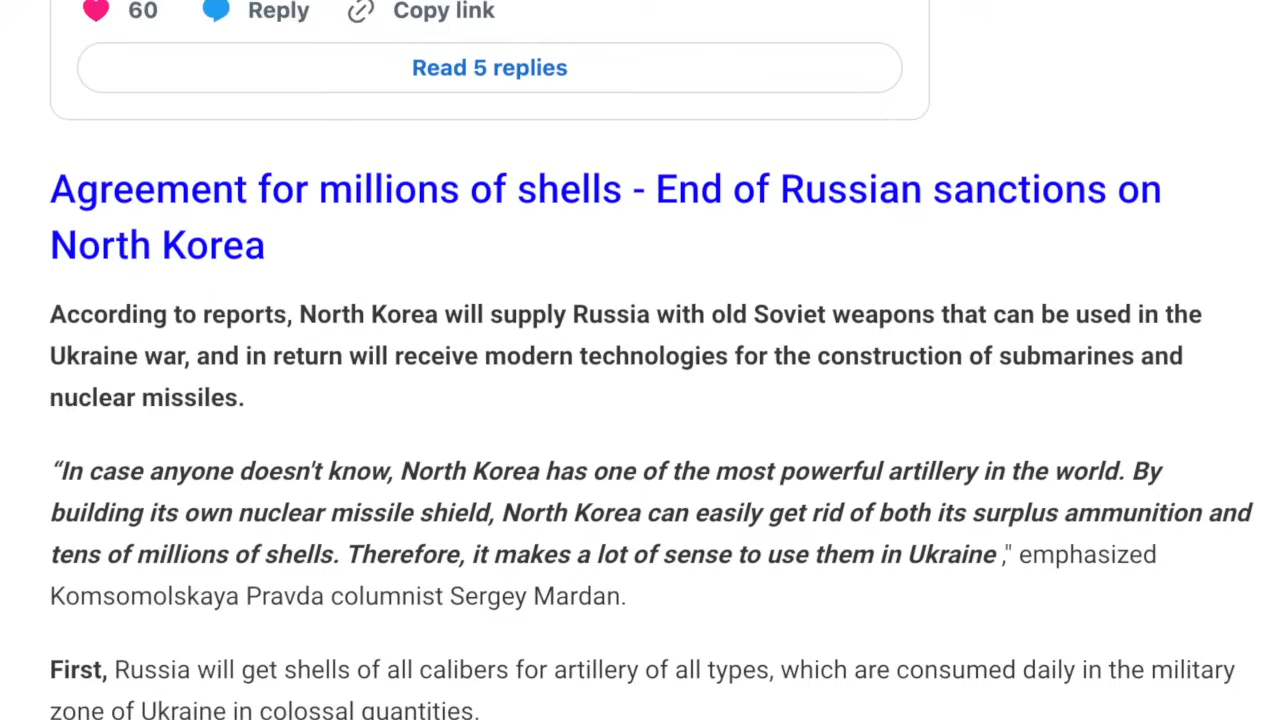 60 Reply Copy link
Read 5 replies
Agreement for millions of shells - End of Russian sanctions on
North Korea
According to reports, North Korea will supply Russia with old Soviet weapons that can be used in the
Ukraine war, and in return will receive modern technologies for the construction of submarines and
nuclear missiles.
“In case anyone doesn't know, North Korea has one of the most powerful artillery in the world. By
building its own nuclear missile shield, North Korea can easily get rid of both its surplus ammunition and
tens of millions of shells. Therefore, it makes a lot of sense to use them in Ukraine ," emphasized
Komsomolskaya Pravda columnist Sergey Mardan.
First, Russia will get shells of all calibers for artillery of all types, which are consumed daily in the military
zone of Ukraine in colossal quantities.